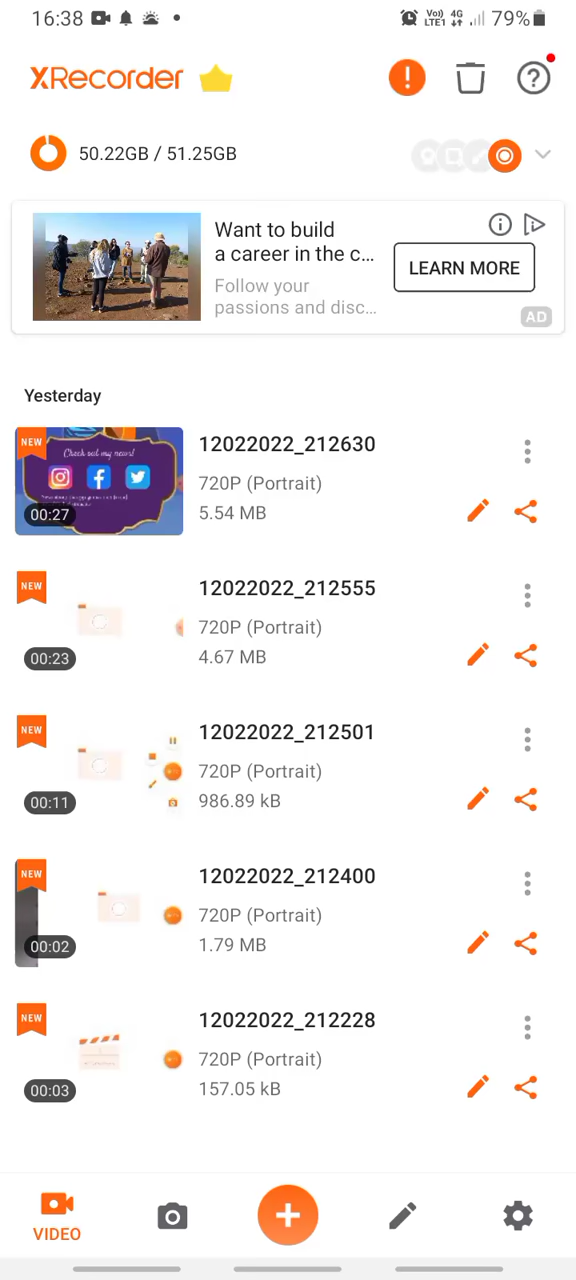 16:38
Vo)) 4G
LTE1
79%
XRecorder
50.22GB / 51.25GB
Want to build
a career in the c...
Follow your
passions and disc...
LEARN MORE
AD
Yesterday
NEW
Check out my news!
00:27
12022022_212630
720P (Portrait)
5.54 MB
NEW
00:23
12022022_212555
720P (Portrait)
4.67 MB
NEW
00:11
12022022_212501
720P (Portrait)
986.89 kB
NEW
00:02
12022022_212400
720P (Portrait)
1.79 MB
NEW
00:03
12022022_212228
720P (Portrait)
157.05 kB
VIDEO